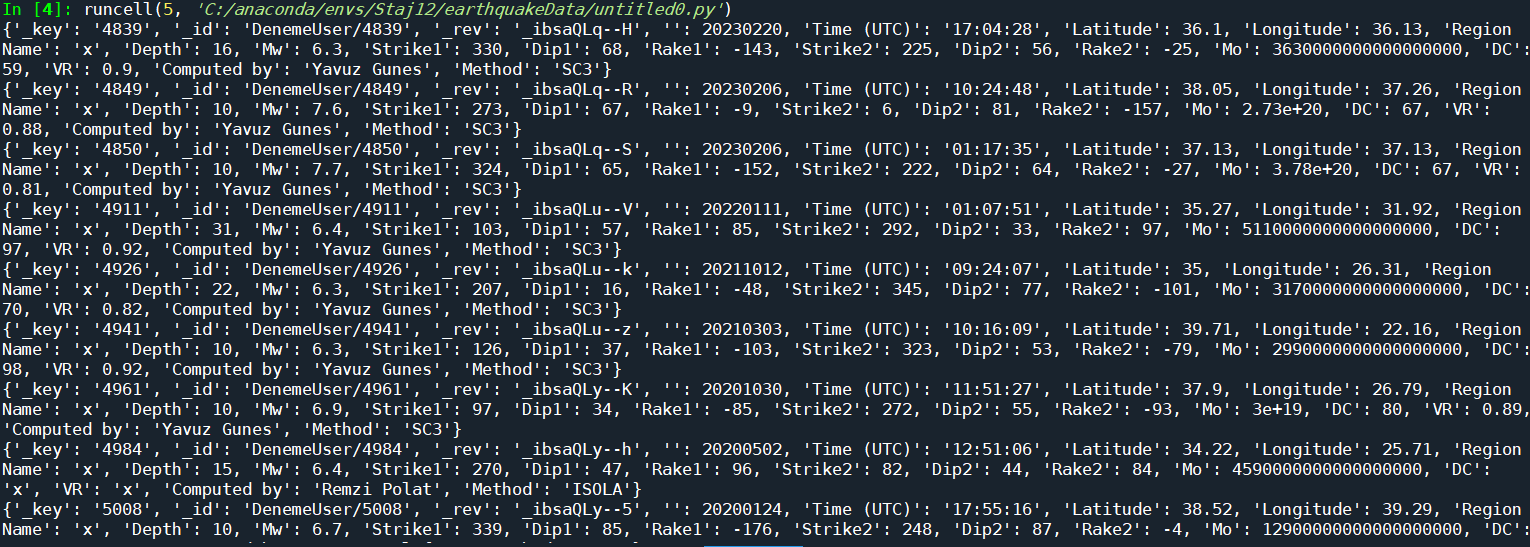 In [4]: runcell(5, 'C:/anaconda/envs/Staj12/earthquakeData/untitled0.py')
{'_key': '4839', '_id': 'DenemeUser/4839', '_rev': '_ibsaQLq--H', '': 20230220, 'Time (UTC)': '17:04:28', 'Latitude': 36.1, 'Longitude': 36.13, 'Region
Name': 'x', 'Depth': 16, 'Mw': 6.3, 'Strike1': 330, 'Dip1': 68, 'Rake1': -143, 'Strike2': 225, 'Dip2': 56, 'Rake2': -25, 'Mo': 3630000000000000000, 'DC':
59, 'VR': 0.9, 'Computed by': 'Yavuz Gunes', 'Method': 'SC3'}
{'_key': '4849', '_id': 'DenemeUser/4849', '_rev': '_ibsaQLq--R', '': 20230206, 'Time (UTC)': '10:24:48', 'Latitude': 38.05, 'Longitude': 37.26, 'Region
Name': 'x', 'Depth': 10, 'Mw': 7.6, 'Strike1': 273, 'Dip1': 67, 'Rake1': -9, 'Strike2': 6, 'Dip2': 81, 'Rake2': -157, 'Mo': 2.73e+20, 'DC': 67, 'VR':
0.88, 'Computed by': 'Yavuz Gunes', 'Method': 'SC3'}
{'_key': '4850', '_id': 'DenemeUser/4850', '_rev': '_ibsaQLq--S', '': 20230206, 'Time (UTC)': '01:17:35', 'Latitude': 37.13, 'Longitude': 37.13, 'Region
Name': 'x', 'Depth': 10, 'Mw': 7.7, 'Strike1': 324, 'Dip1': 65, 'Rake1': -152, 'Strike2': 222, 'Dip2': 64, 'Rake2': -27, 'Mo': 3.78e+20, 'DC': 67, 'VR':
0.81, 'Computed by': 'Yavuz Gunes', 'Method': 'SC3'}
{'_key': '4911', '_id': 'DenemeUser/4911', '_rev': '_ibsaQLu--V', '': 20220111, 'Time (UTC)': '01:07:51', 'Latitude': 35.27, 'Longitude': 31.92, 'Region
Name': 'x', 'Depth': 31, 'Mw': 6.4, 'Strike1': 103, 'Dip1': 57, 'Rake1': 85, 'Strike2': 292, 'Dip2': 33, 'Rake2': 97, 'Mo': 5110000000000000000, 'DC':
97, 'VR': 0.92, 'Computed by': 'Yavuz Gunes', 'Method': 'SC3'}
{'_key': '4926', '_id': 'DenemeUser/4926', '_rev': '_ibsaQLu--k', '': 20211012, 'Time (UTC)': '09:24:07', 'Latitude': 35, 'Longitude': 26.31, 'Region
Name': 'x', 'Depth': 22, 'Mw': 6.3, 'Strike1': 207, 'Dip1': 16, 'Rake1': -48, 'Strike2': 345, 'Dip2': 77, 'Rake2': -101, 'Mo': 3170000000000000000, 'DC':
70, 'VR': 0.82, 'Computed by': 'Yavuz Gunes', 'Method': 'SC3'}
{'_key': '4941', '_id': 'DenemeUser/4941', '_rev': '_ibsaQLu--z', '': 20210303, 'Time (UTC)': '10:16:09', 'Latitude': 39.71, 'Longitude': 22.16, 'Region
Name': 'x', 'Depth': 10, 'Mw': 6.3, 'Strike1': 126, 'Dip1': 37, 'Rake1': -103, 'Strike2': 323, 'Dip2': 53, 'Rake2': -79, 'Mo': 2990000000000000000, 'DC':
98, 'VR': 0.92, 'Computed by': 'Yavuz Gunes', 'Method': 'SC3'}
{'_key': '4961', '_id': 'DenemeUser/4961', '_rev': '_ibsaQLy--K', '': 20201030, 'Time (UTC)': '11:51:27', 'Latitude': 37.9, 'Longitude': 26.79, 'Region
Name': 'x', 'Depth': 10, 'Mw': 6.9, 'Strike1': 97, 'Dip1': 34, 'Rake1': -85, 'Strike2': 272, 'Dip2': 55, 'Rake2': -93, 'Mo': 3e+19, 'DC': 80, 'VR': 0.89,
'Computed by': 'Yavuz Gunes', 'Method': 'SC3'}
{'_key': '4984', '_id': 'DenemeUser/4984', '_rev': '_ibsaQLy--h', '': 20200502, 'Time (UTC)': '12:51:06', 'Latitude': 34.22, 'Longitude': 25.71, 'Region
Name': 'x', 'Depth': 15, 'Mw': 6.4, 'Strike1': 270, 'Dip1': 47, 'Rake1': 96, 'Strike2': 82, 'Dip2': 44, 'Rake2': 84, 'Mo': 4590000000000000000, 'DC':
'x', 'VR': 'x', 'Computed by': 'Remzi Polat', 'Method': 'ISOLA'}
{'_key': '5008', '_id': 'DenemeUser/5008', '_rev': '_ibsaQLy--5', '': 20200124, 'Time (UTC)': '17:55:16', 'Latitude': 38.52, 'Longitude': 39.29, 'Region
Name': 'x', 'Depth': 10, 'Mw': 6.7, 'Strike1': 339, 'Dip1': 85, 'Rake1': -176, 'Strike2': 248, 'Dip2': 87, 'Rake2': -4, 'Mo': 12900000000000000000, 'DC':